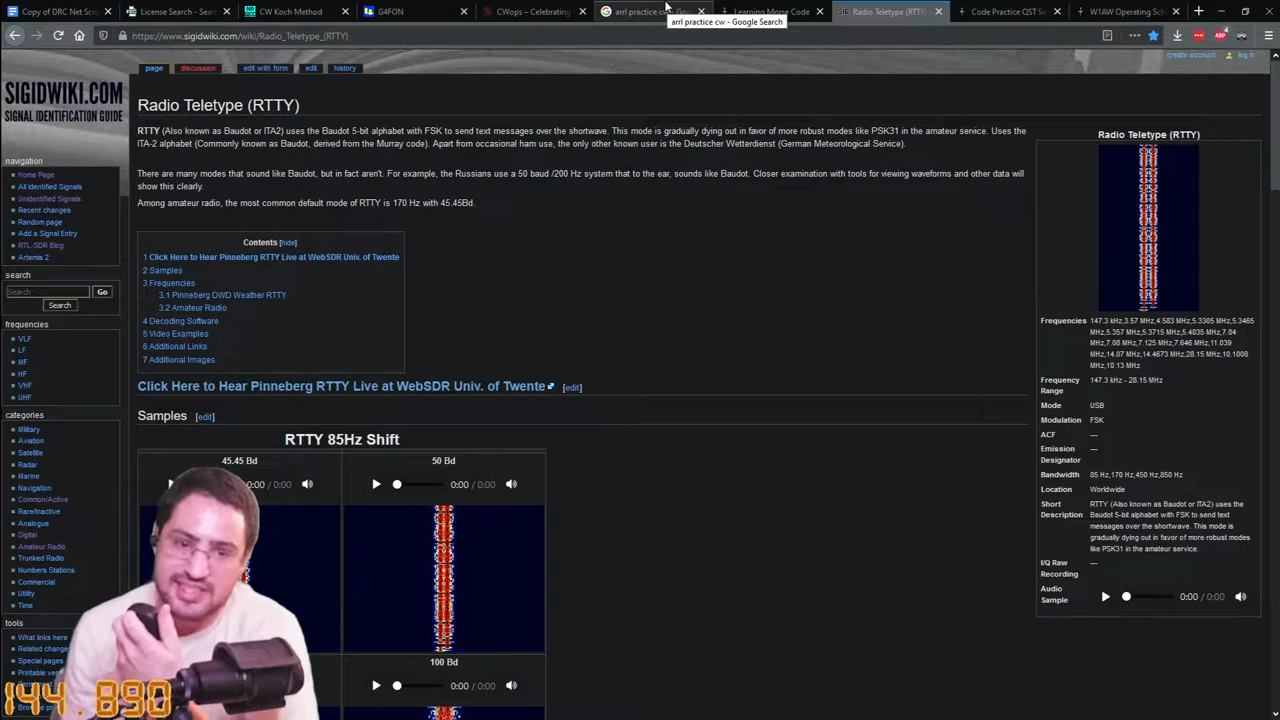 Copy of DRC Net Scri
License Search - Sear
CW Koch Method
G4FON
CWops – Celebrating
arrl practice cw - Goo
Learning Morse Code
Radio Teletype (RTTY)
Code Practice QST Se
W1AW Operating Sch
arrl practice cw - Google Search
https://www.sigidwiki.com/wiki/Radio_Teletype_(RTTY)
create account
log in
page
discussion
edit with form
edit
history
SIGIDWIKI.COM
SIGNAL IDENTIFICATION GUIDE
navigation
Home Page
All Identified Signals
Unidentified Signals
Recent changes
Random page
Add a Signal Entry
RTL-SDR Blog
Artemis 2
search
Search
Go
Search
frequencies
VLF
LF
MF
HF
VHF
UHF
categories
Military
Aviation
Satellite
Radar
Marine
Navigation
Common/Active
Rare/Inactive
Analogue
Digital
Amateur Radio
Trunked Radio
Numbers Stations
Commercial
Utility
Time
tools
What links here
Related change
Special pages
Printable ver
Radio Teletype (RTTY)
RTTY (Also known as Baudot or ITA2) uses the Baudot 5-bit alphabet with FSK to send text messages over the shortwave. This mode is gradually dying out in favor of more robust modes like PSK31 in the amateur service. Uses the
ITA-2 alphabet (Commonly known as Baudot, derived from the Murray code). Apart from occasional ham use, the only other known user is the Deutscher Wetterdienst (German Meteorological Service).
There are many modes that sound like Baudot, but in fact aren't. For example, the Russians use a 50 baud /200 Hz system that to the ear, sounds like Baudot. Closer examination with tools for viewing waveforms and other data will
show this clearly.
Among amateur radio, the most common default mode of RTTY is 170 Hz with 45.45Bd.
Contents [hide]
1 Click Here to Hear Pinneberg RTTY Live at WebSDR Univ. of Twente
2 Samples
3 Frequencies
3.1 Pinneberg DWD Weather RTTY
3.2 Amateur Radio
4 Decoding Software
5 Video Examples
6 Additional Links
7 Additional Images
Click Here to Hear Pinneberg RTTY Live at WebSDR Univ. of Twente [edit]
Samples [edit]
RTTY 85Hz Shift
45.45 Bd
50 Bd
0:00 / 0:00
0:00 / 0:00
100 Bd
0:00 / 0:00
Radio Teletype (RTTY)
Frequencies
147.3 kHz,3.57 MHz,4.583 MHz,5.3305 MHz,5.3465
MHz,5.357 MHz,5.3715 MHz,5.4035 MHz,7.04
MHz,7.08 MHz,7.125 MHz,7.646 MHz,11.039
MHz,14.07 MHz,14.4673 MHz,28.15 MHz,10.1008
MHz,10.13 MHz
Frequency
Range
147.3 kHz - 28.15 MHz
Mode
USB
Modulation
FSK
ACF
—
Emission
Designator
—
Bandwidth
85 Hz,170 Hz,450 Hz,850 Hz
Location
Worldwide
Short
Description
RTTY (Also known as Baudot or ITA2) uses the
Baudot 5-bit alphabet with FSK to send text
messages over the shortwave. This mode is
gradually dying out in favor of more robust modes
like PSK31 in the amateur service.
I/Q Raw
Recording
—
Audio
Sample
0:00 / 0:00
144.890